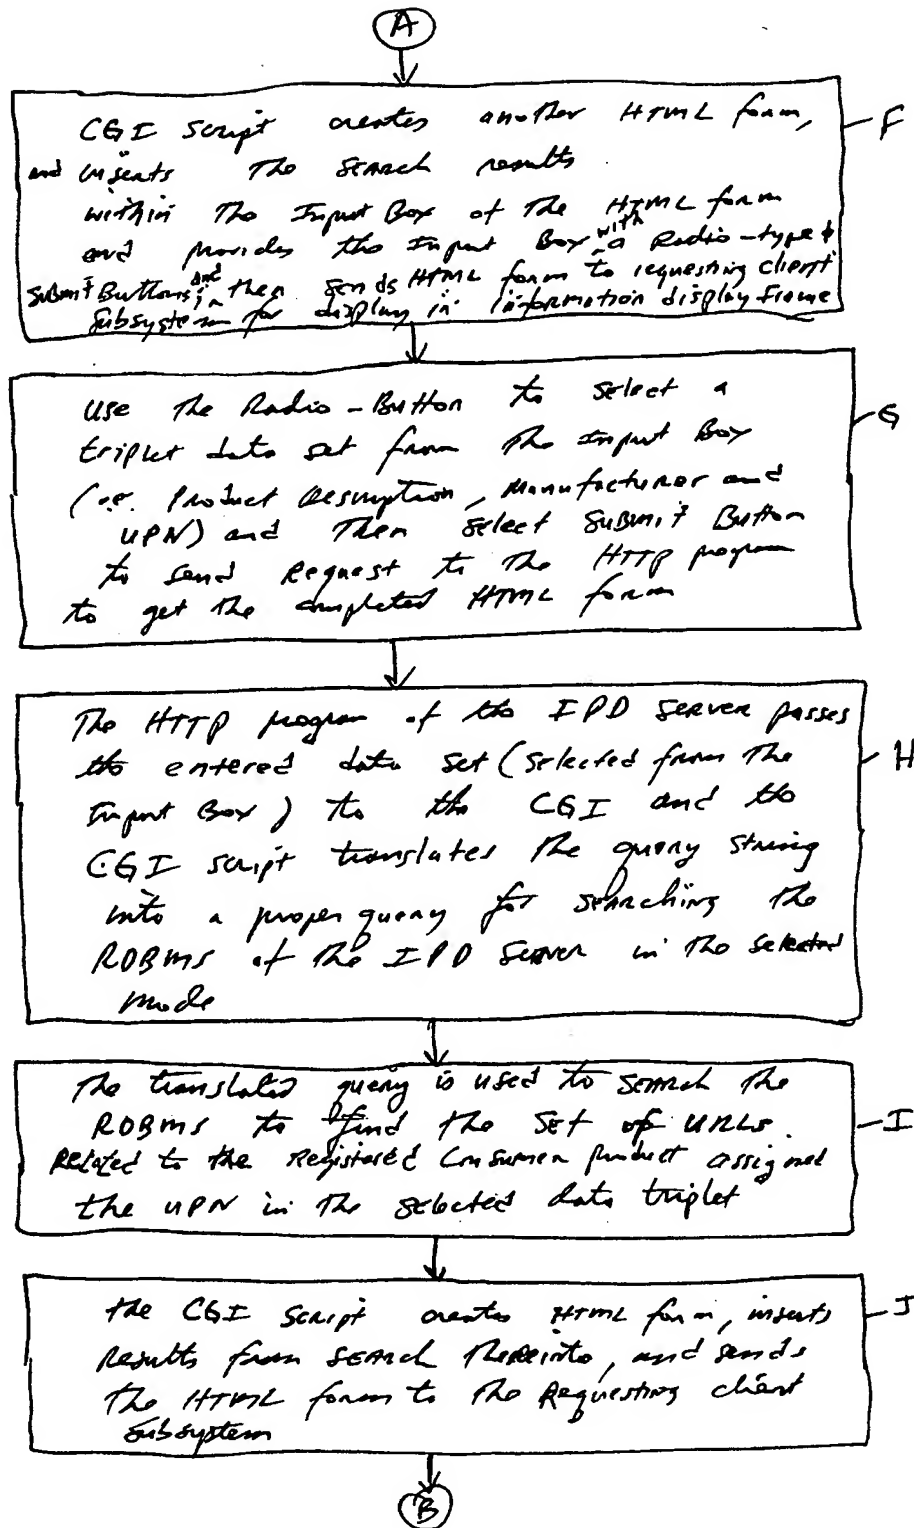 A
CGI Script creates another HTML form, F
and inserts the SEARCH results
within The Input Box of the HTML form
and provides the Input Box with a Radio-type &
Submit Buttons and then sends HTML form to requesting client
Subsystem for display in information display frame
use the Radio-Button to select a
triplet data set from the Input Box G
(i.e. Product Description, Manufacturer and
UPN) and Then select Submit Button
to send Request to the HTTP program
to get the completed HTML form
The HTTP program of the IPD Server passes
the entered data set (selected from The H
Input Box) to the CGI and the
CGI script translates the query string
into a proper query for searching the
RDBMS of the IPD Server in the selected
mode
The translated query is used to SEARCH the
RDBMS to find the set of URLs I
Related to the Registered Consumer product assigned
the UPN in the selected data triplet
the CGI Script creates HTML form, inserts J
Results from SEARCH Thereinto, and sends
the HTML form to the Requesting client
Subsystem
B